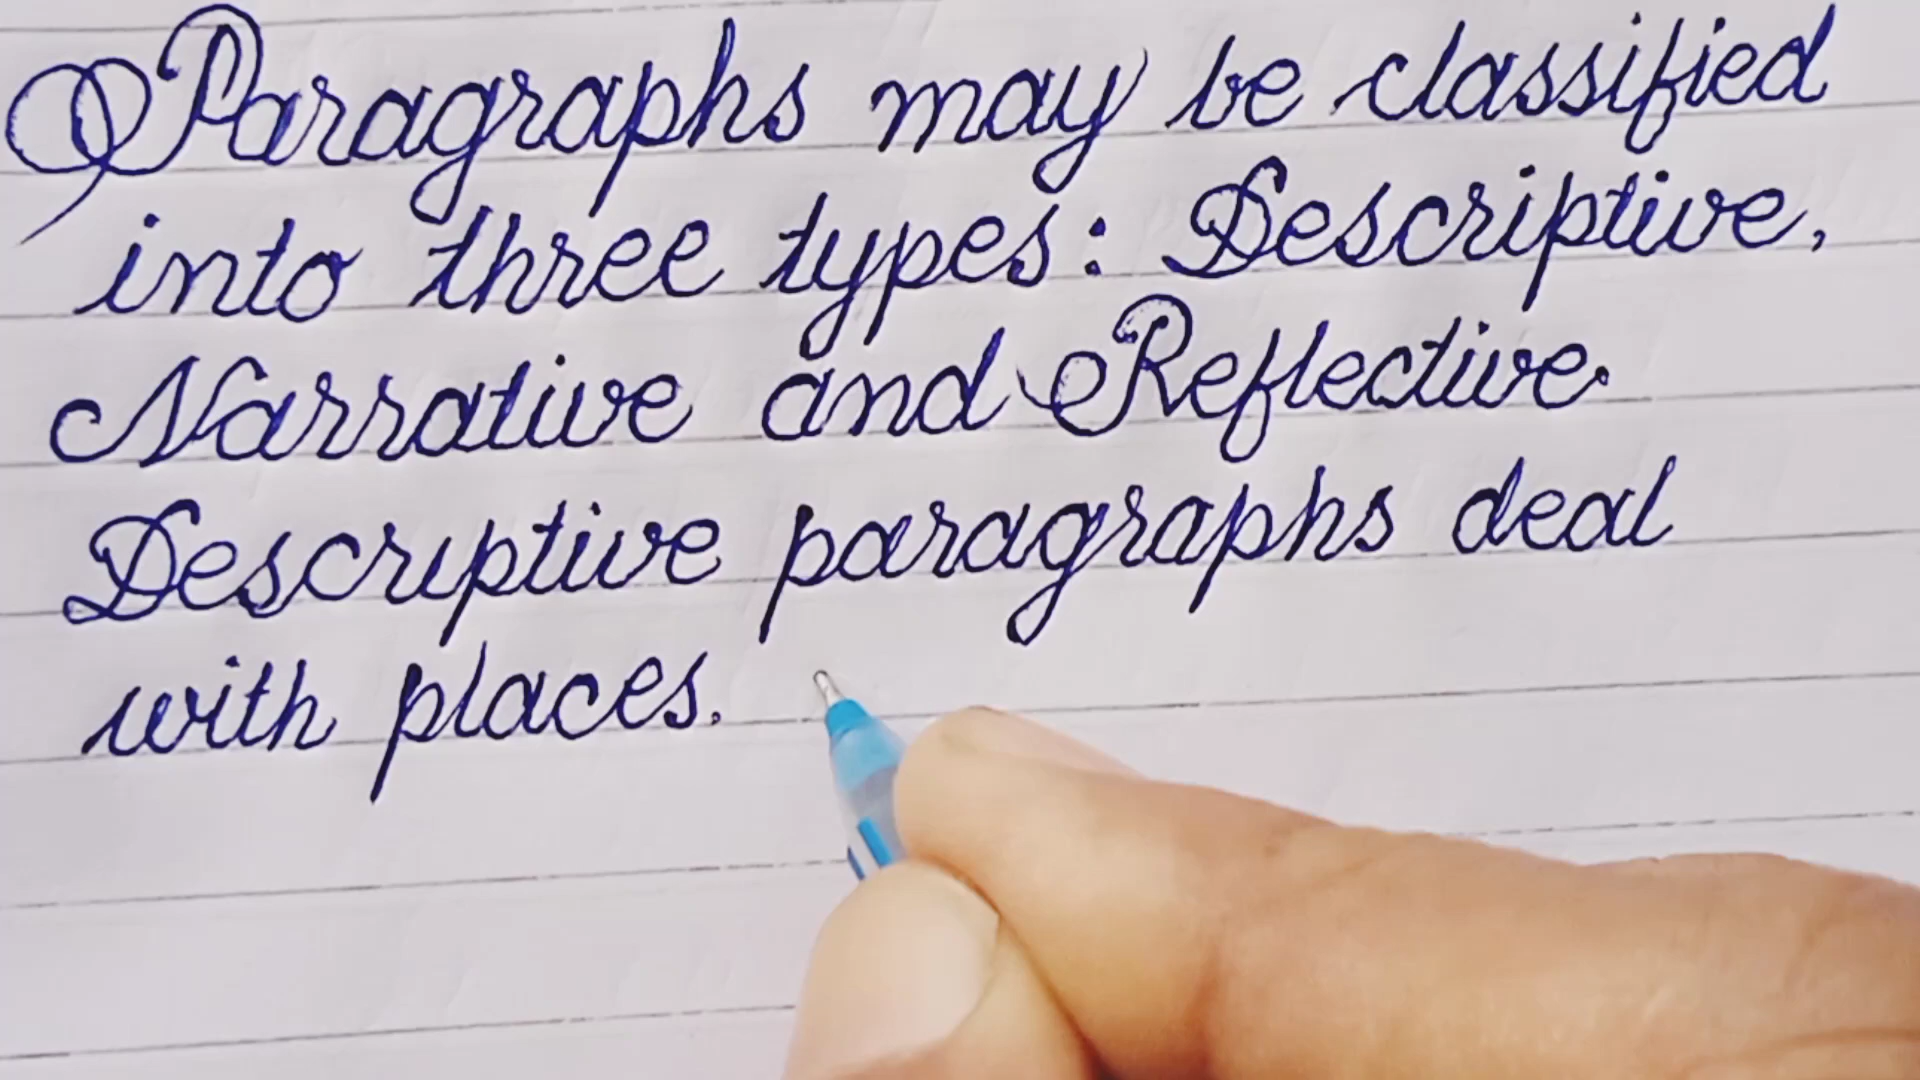 Paragraphs may be classified
into three types: Descriptive,
Narrative and Reflective.
Descriptive paragraphs deal
with places.